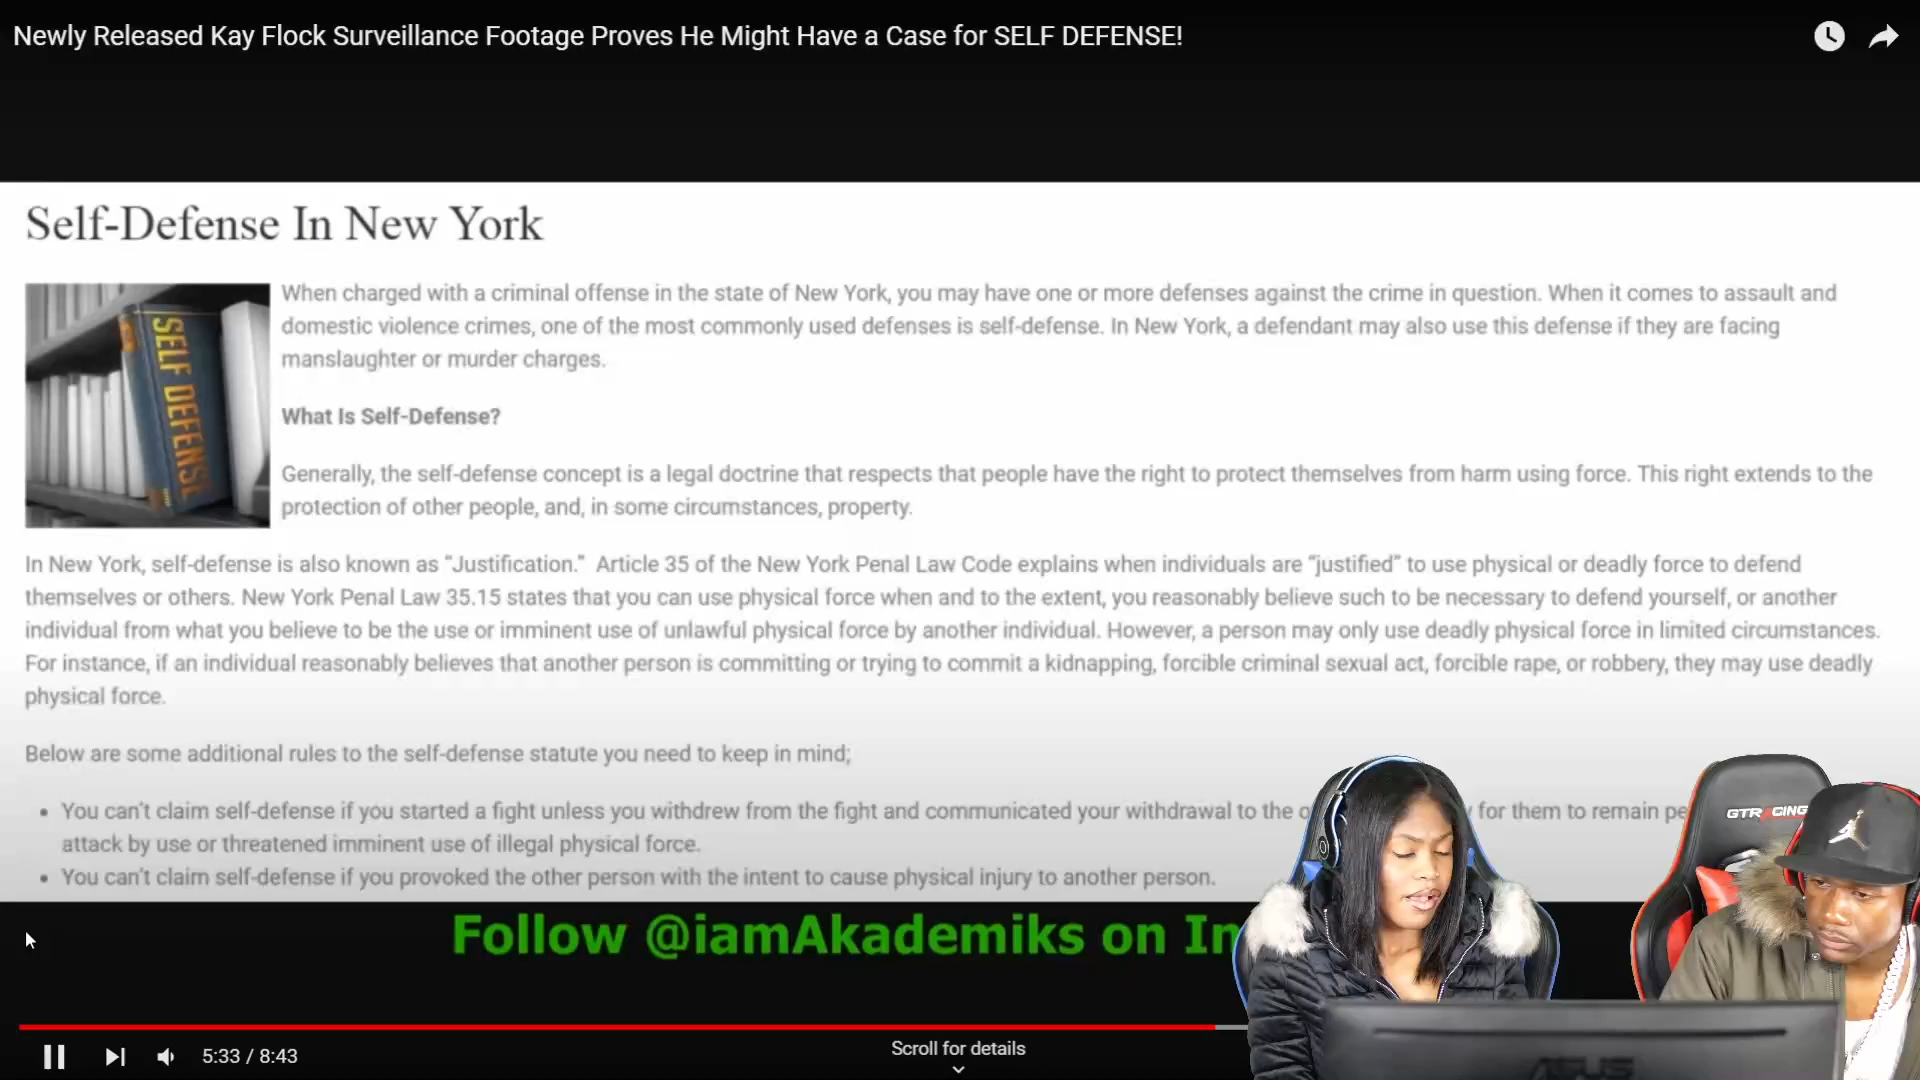 Newly Released Kay Flock Surveillance Footage Proves He Might Have a Case for SELF DEFENSE!
Self-Defense In New York
SELF DEFENSE
When charged with a criminal offense in the state of New York, you may have one or more defenses against the crime in question. When it comes to assault and
domestic violence crimes, one of the most commonly used defenses is self-defense. In New York, a defendant may also use this defense if they are facing
manslaughter or murder charges.
What Is Self-Defense?
Generally, the self-defense concept is a legal doctrine that respects that people have the right to protect themselves from harm using force. This right extends to the
protection of other people, and, in some circumstances, property.
In New York, self-defense is also known as “Justification.” Article 35 of the New York Penal Law Code explains when individuals are “justified” to use physical or deadly force to defend
themselves or others. New York Penal Law 35.15 states that you can use physical force when and to the extent, you reasonably believe such to be necessary to defend yourself, or another
individual from what you believe to be the use or imminent use of unlawful physical force by another individual. However, a person may only use deadly physical force in limited circumstances.
For instance, if an individual reasonably believes that another person is committing or trying to commit a kidnapping, forcible criminal sexual act, forcible rape, or robbery, they may use deadly
physical force.
Below are some additional rules to the self-defense statute you need to keep in mind;
• You can't claim self-defense if you started a fight unless you withdrew from the fight and communicated your withdrawal to the for them to remain
attack by use or threatened imminent use of illegal physical force.
• You can't claim self-defense if you provoked the other person with the intent to cause physical injury to another person.
GTRACING
Follow @iamAkademiks on
5:33 / 8:43
Scroll for details
ASUS